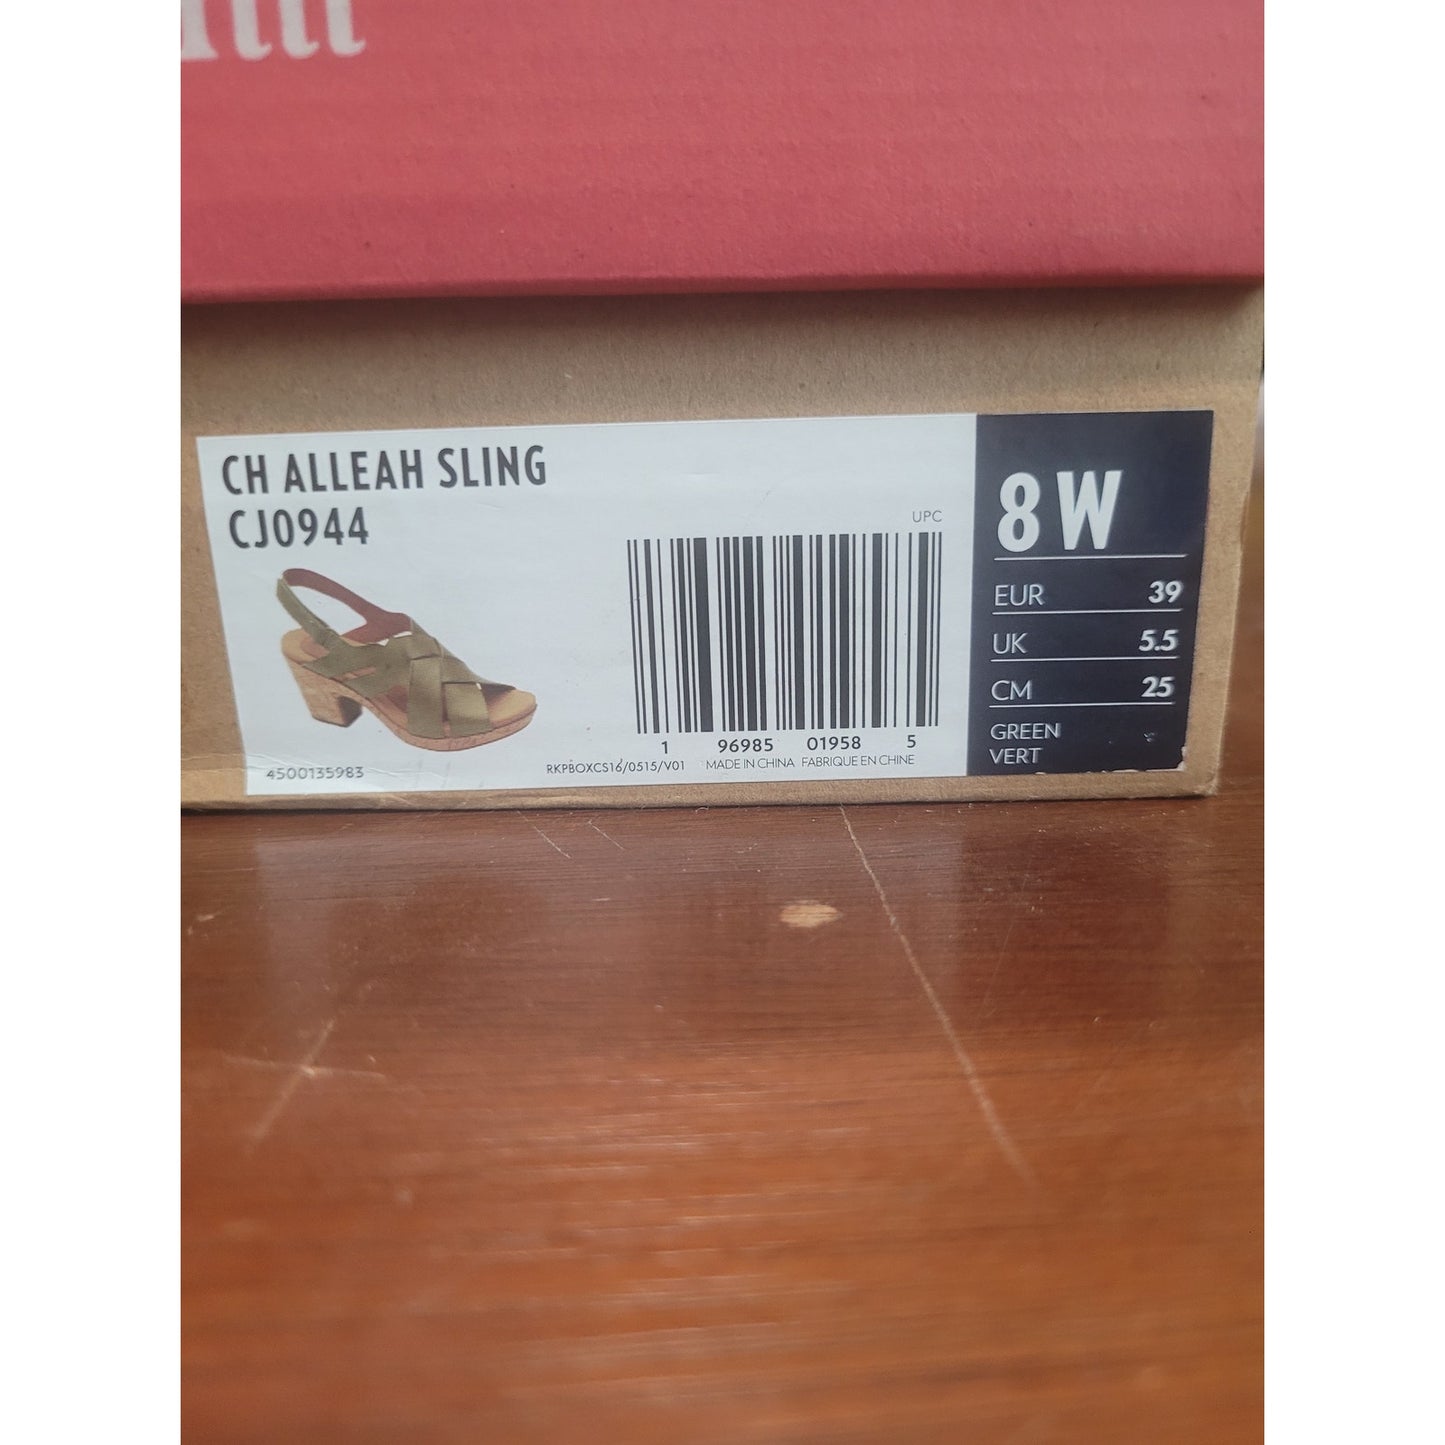 CH ALLEAH SLING
CJ0944
4500135983
UPC
1 96985 01958 5
RKPBOXCS16/0515/V01 MADE IN CHINA FABRIQUE EN CHINE
8 W
EUR 39
UK 5.5
CM 25
GREEN
VERT